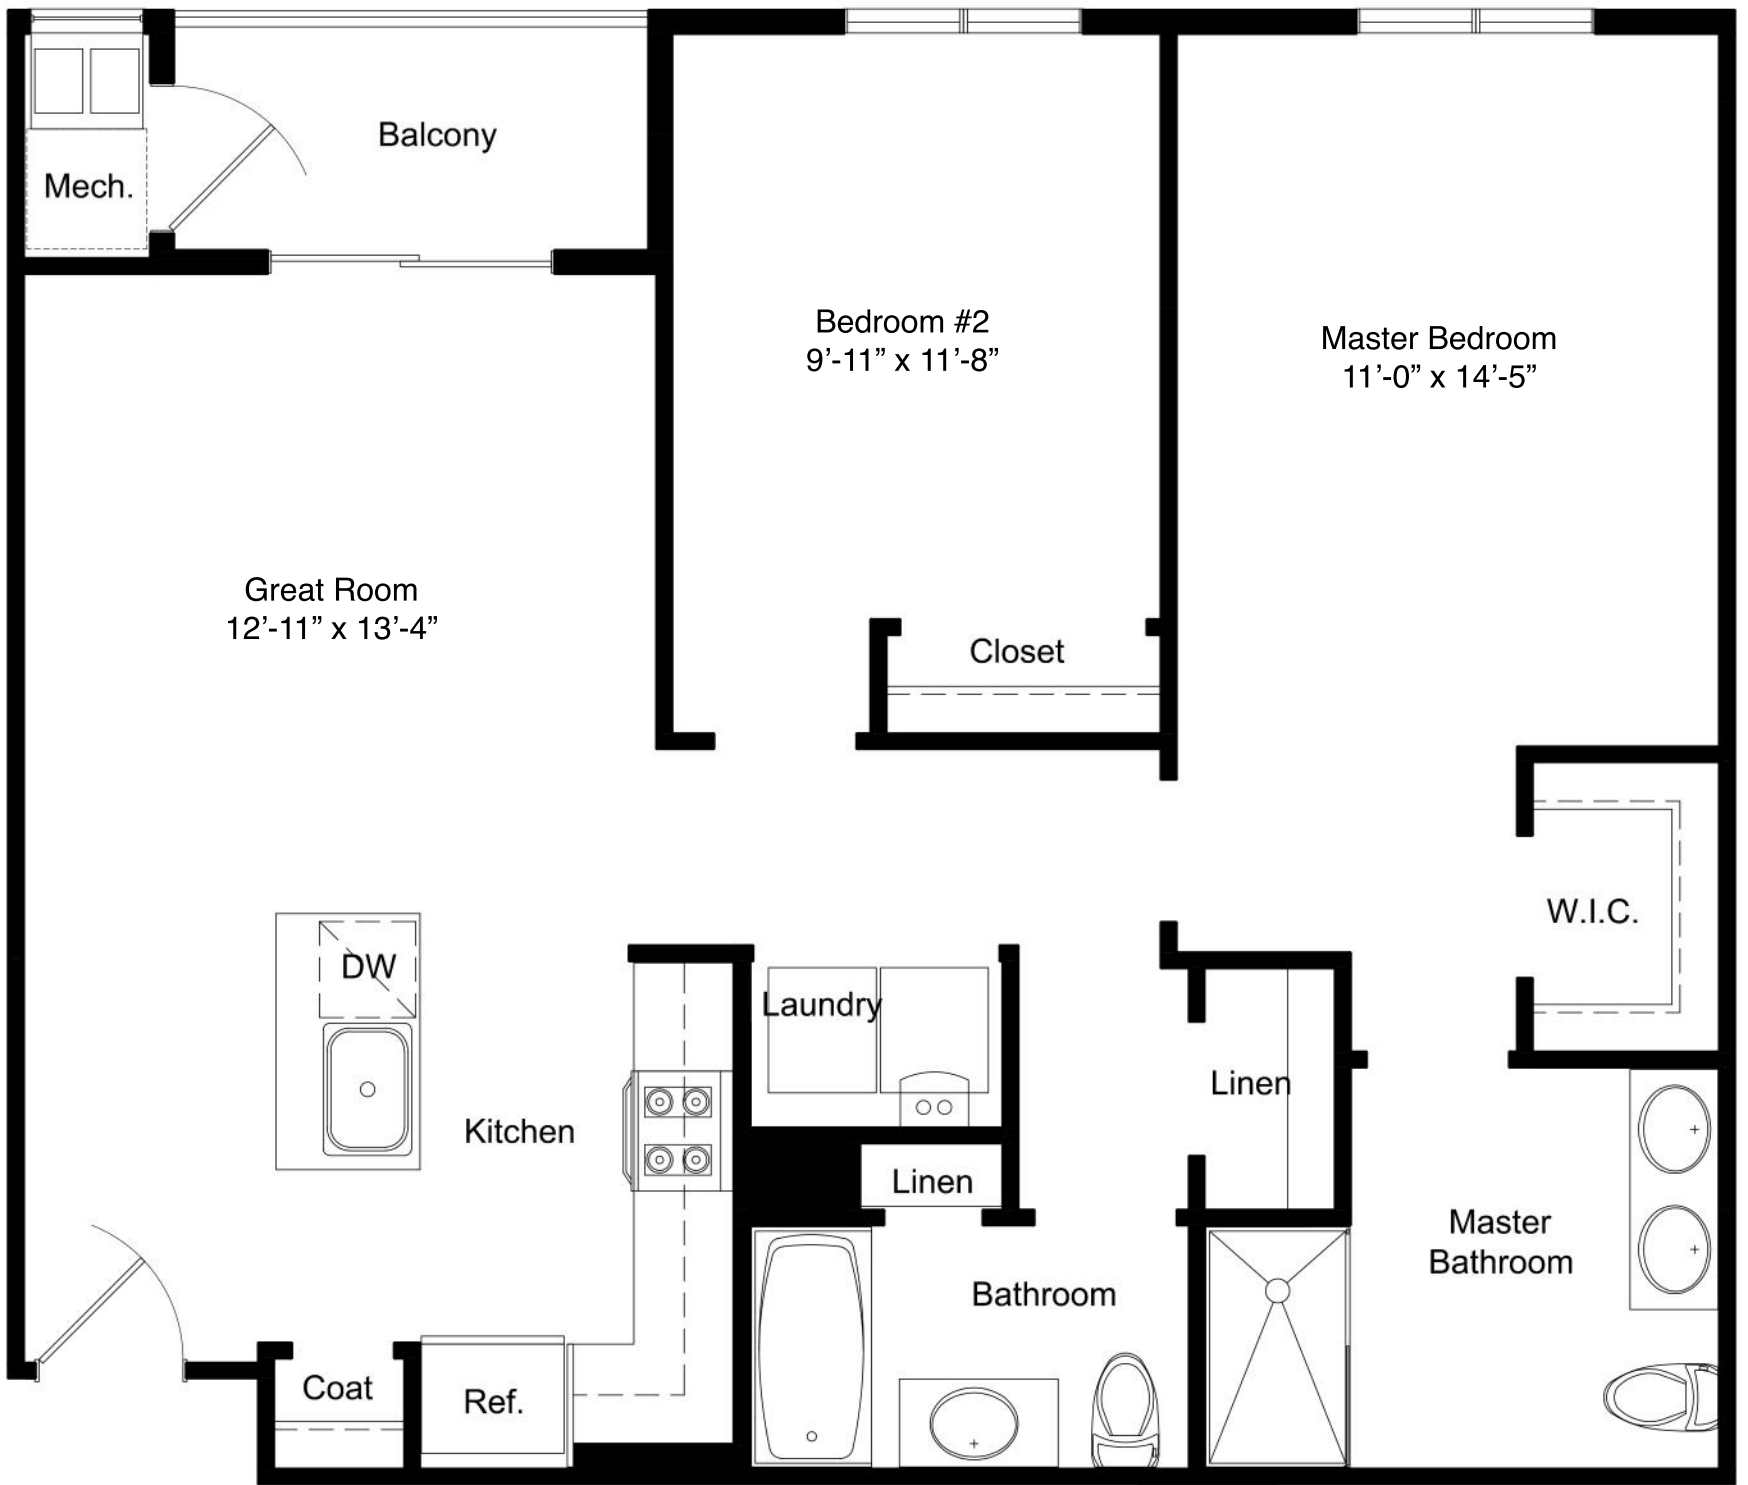 Balcony
Mech.
Bedroom #2
9’-11” x 11’-8”
Master Bedroom
11’-0” x 14’-5”
Great Room
12’-11” x 13’-4”
Closet
W.I.C.
DW
Laundry
Linen
Kitchen
Linen
Master
Bathroom
Bathroom
Coat
Ref.